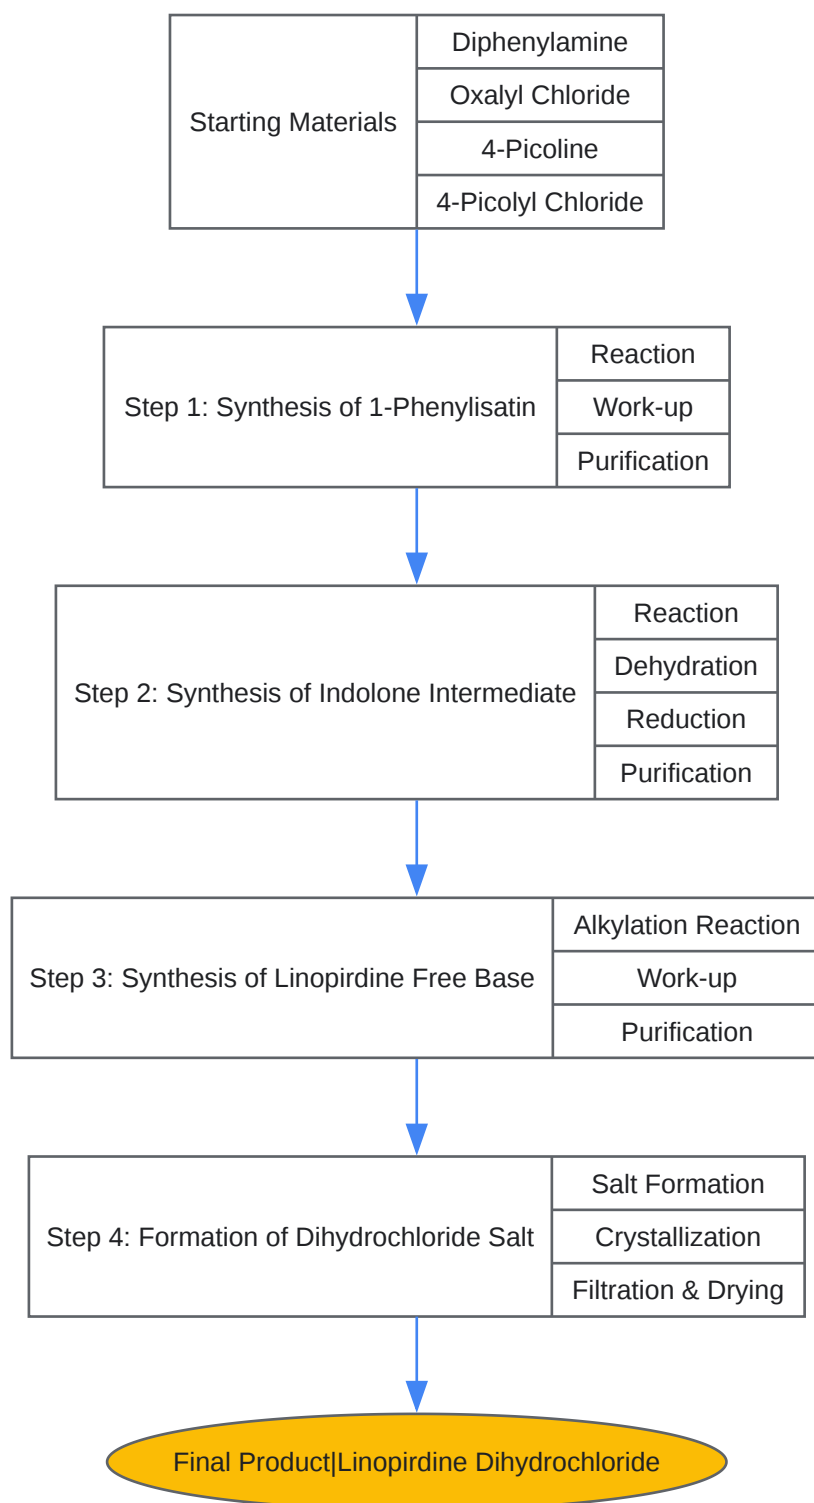 Starting Materials
Diphenylamine
Oxalyl Chloride
4-Picoline
4-Picolyl Chloride
Step 1: Synthesis of 1-Phenylisatin
Reaction
Work-up
Purification
Step 2: Synthesis of Indolone Intermediate
Reaction
Dehydration
Reduction
Purification
Step 3: Synthesis of Linopirdine Free Base
Alkylation Reaction
Work-up
Purification
Step 4: Formation of Dihydrochloride Salt
Salt Formation
Crystallization
Filtration & Drying
Final Product|Linopirdine Dihydrochloride